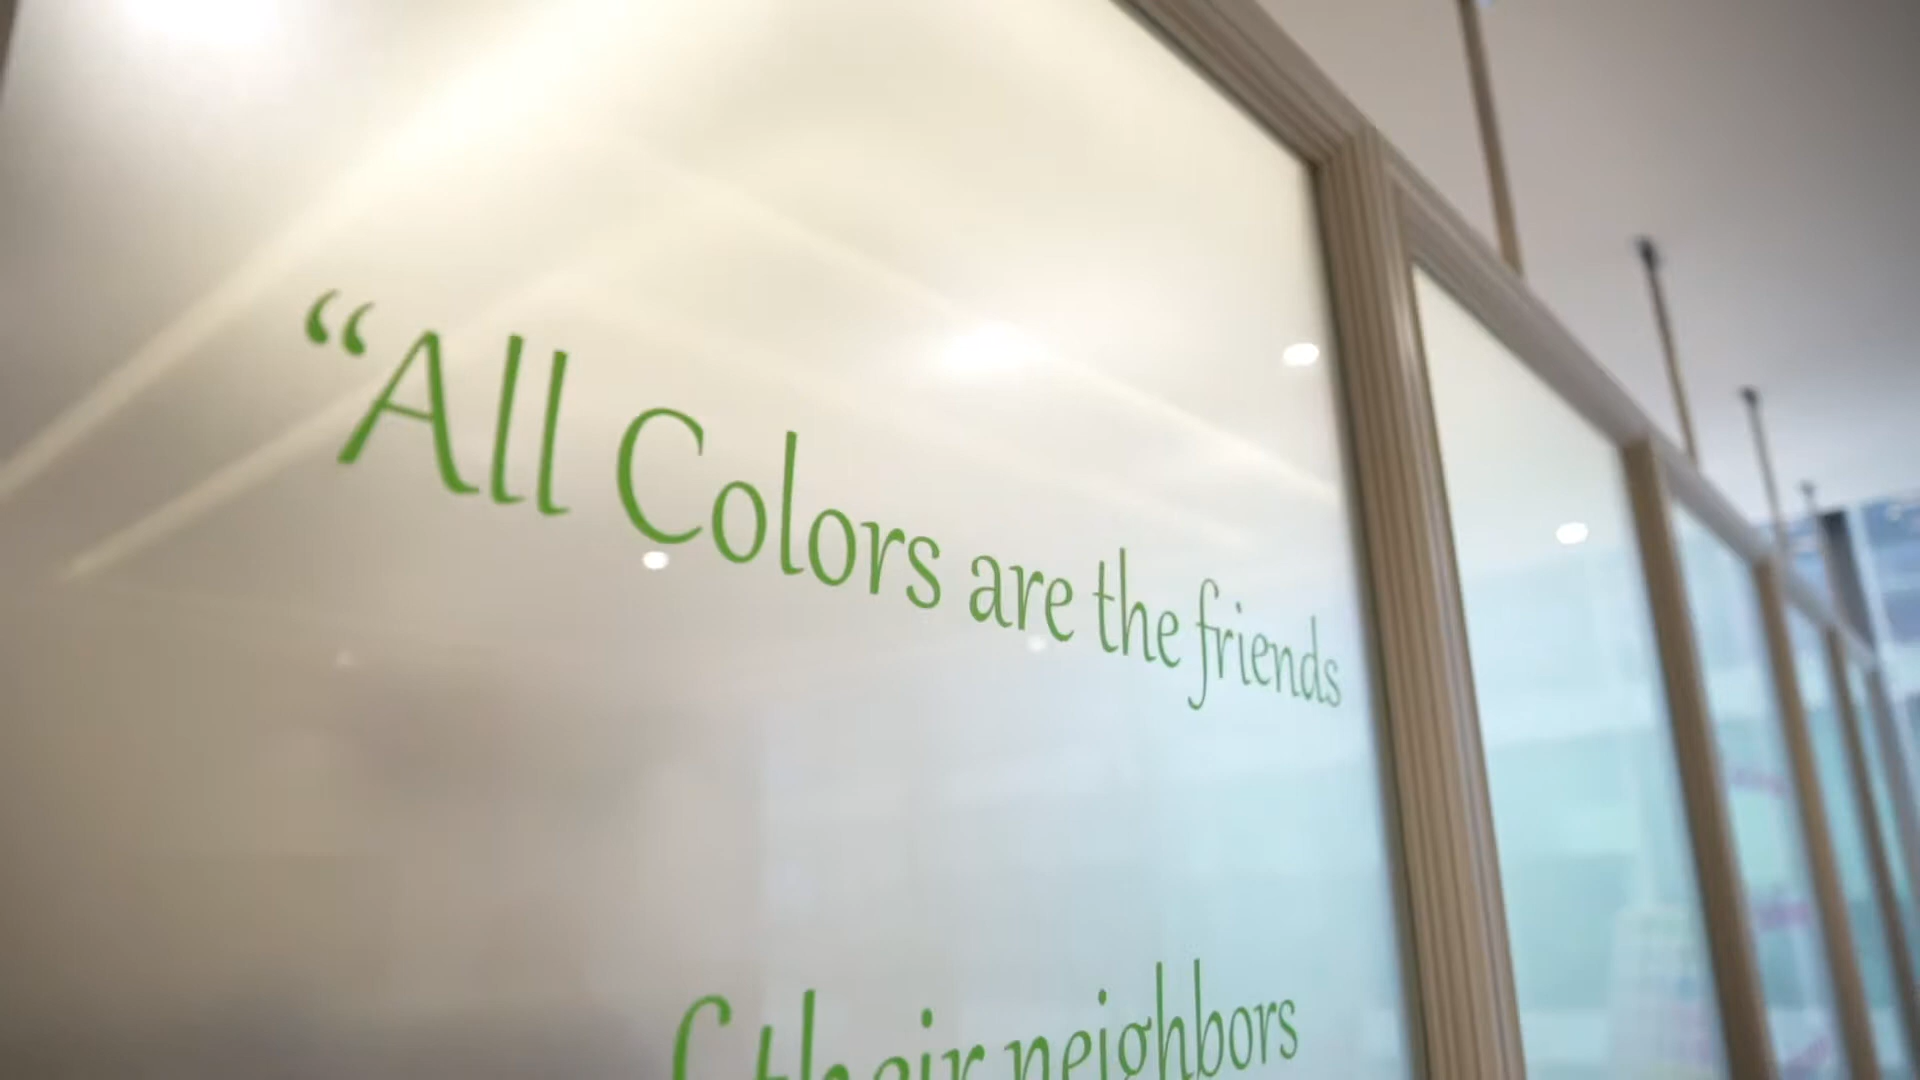 “All Colors are the friends
f their neighbors